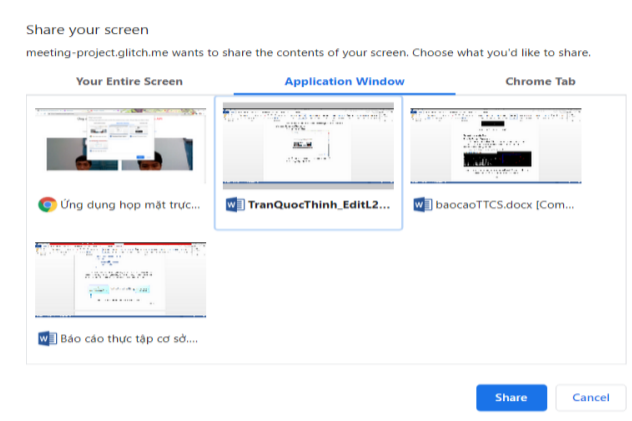 Share your screen
meeting-project.glitch.me wants to share the contents of your screen. Choose what you'd like to share.
Your Entire Screen Application Window Chrome Tab
Ứng dụng họp mặt trực... TranQuocThinh_EditL2... baocaoTTCS.docx [Com...
Báo cáo thực tập cơ sở....
Share Cancel